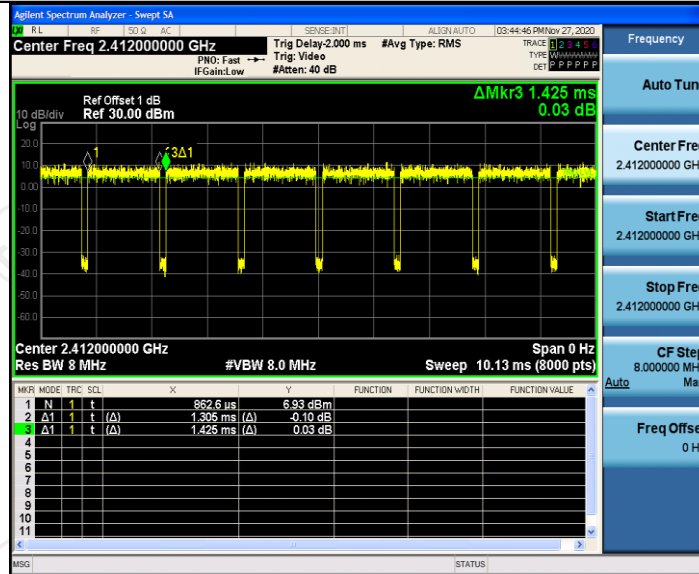 Agilent Spectrum Analyzer - Swept SA
RL RF 50 Ω AC SENSE:INT ALIGN AUTO 03:44:46 PM Nov 27, 2020
Center Freq 2.412000000 GHz
PNO: Fast
IFGain:Low
Trig Delay-2.000 ms
Trig: Video
#Atten: 40 dB
#Avg Type: RMS
TRACE 1 2 3 4 5 6
TYPE
DET P P P P P P
ΔMkr3 1.425 ms
0.03 dB
Ref Offset 1 dB
10 dB/div Ref 30.00 dBm
Log
20.0
10.0
0.00
-10.0
-20.0
-30.0
-40.0
-50.0
-60.0
1
3Δ1
Center 2.412000000 GHz Span 0 Hz
Res BW 8 MHz #VBW 8.0 MHz Sweep 10.13 ms (8000 pts)
MKR MODE TRC SCL X Y FUNCTION FUNCTION WIDTH FUNCTION VALUE
1 N 1 t 862.6 µs 6.93 dBm
2 Δ1 1 t (Δ) 1.305 ms (Δ) -0.10 dB
3 Δ1 1 t (Δ) 1.425 ms (Δ) 0.03 dB
4
5
6
7
8
9
10
11
MSG STATUS
Frequency
Auto Tun
Center Fre
2.412000000 GH
Start Fre
2.412000000 GH
Stop Fre
2.412000000 GH
CF Ste
8.000000 MH
Auto Ma
Freq Offse
0 H